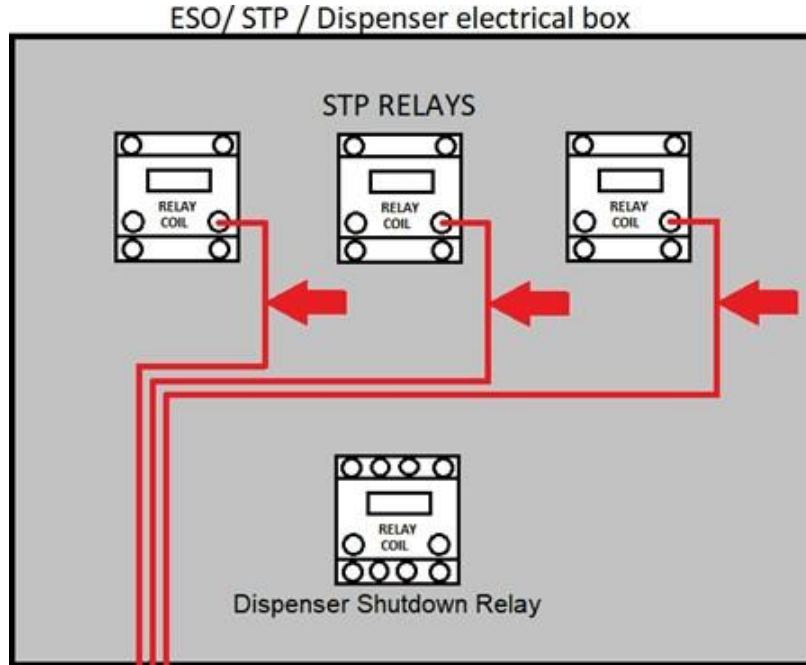 ESO/ STP / Dispenser electrical box
STP RELAYS
RELAY
COIL
RELAY
COIL
RELAY
COIL
RELAY
COIL
Dispenser Shutdown Relay